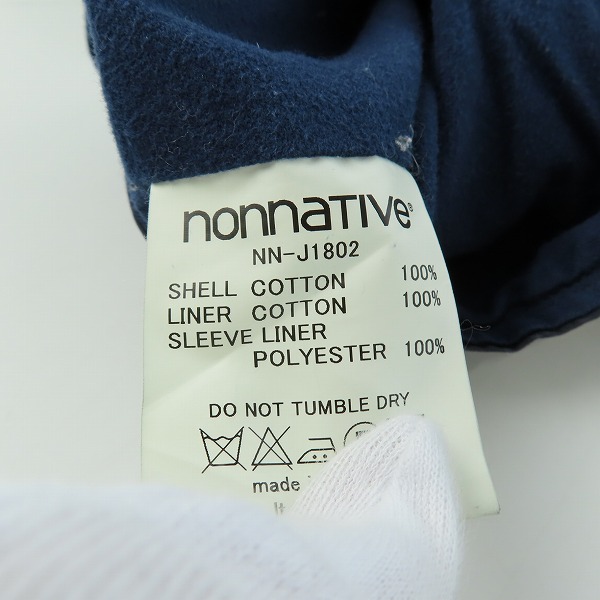 nonnaTIVe®
NN-J1802
SHELL COTTON 100%
LINER COTTON 100%
SLEEVE LINER
POLYESTER 100%
DO NOT TUMBLE DRY
made